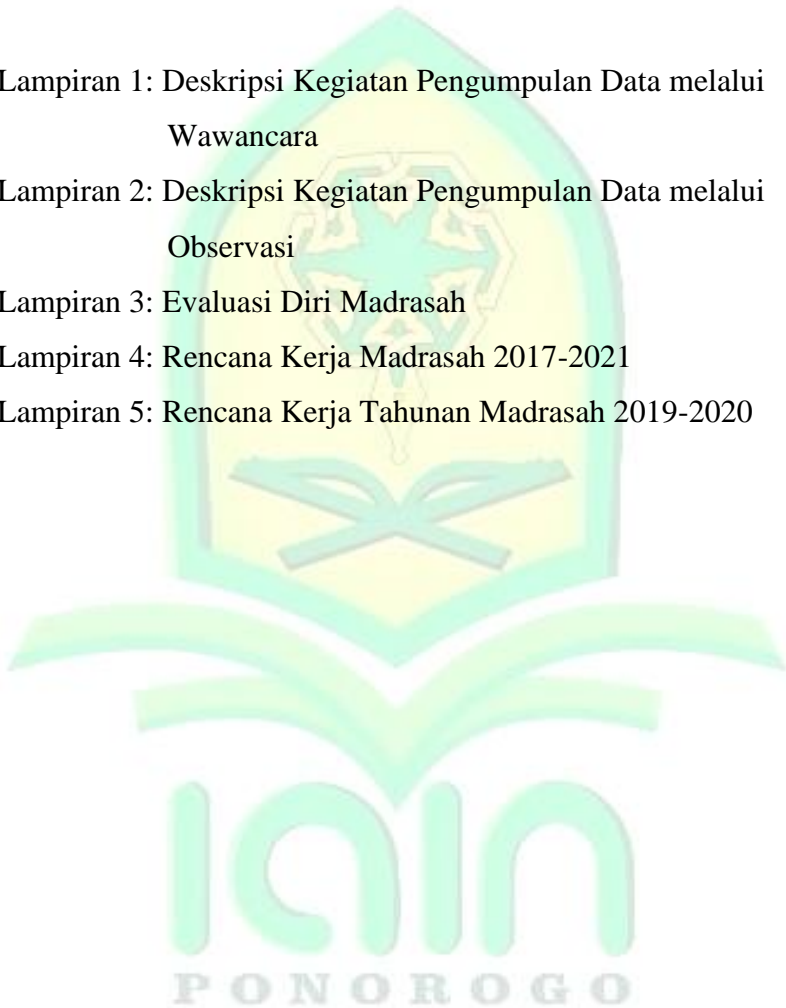 Lampiran 1: Deskripsi Kegiatan Pengumpulan Data melalui
Wawancara
Lampiran 2: Deskripsi Kegiatan Pengumpulan Data melalui
Observasi
Lampiran 3: Evaluasi Diri Madrasah
Lampiran 4: Rencana Kerja Madrasah 2017-2021
Lampiran 5: Rencana Kerja Tahunan Madrasah 2019-2020
IAIN
PONOROGO